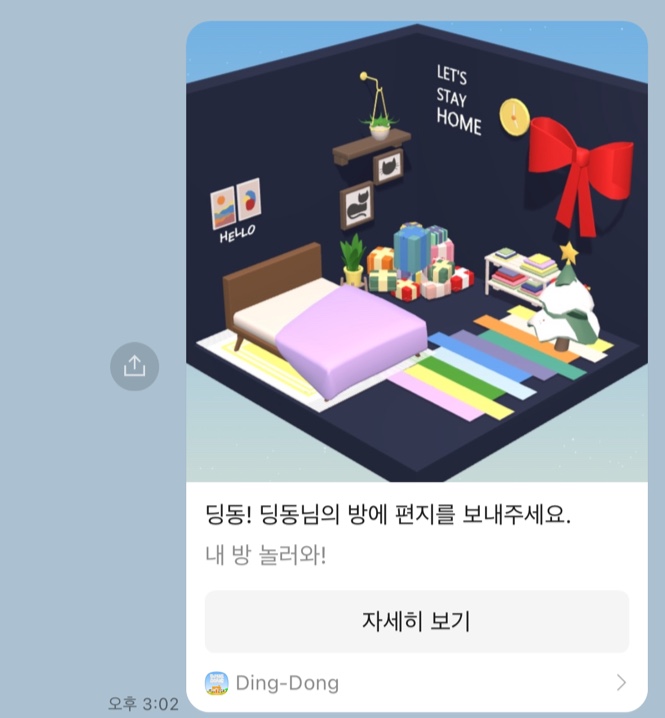 LET'S
STAY
HOME
HELLO
딩동! 딩동님의 방에 편지를 보내주세요.
내 방 놀러와!
자세히 보기
Ding-Dong
오후 3:02